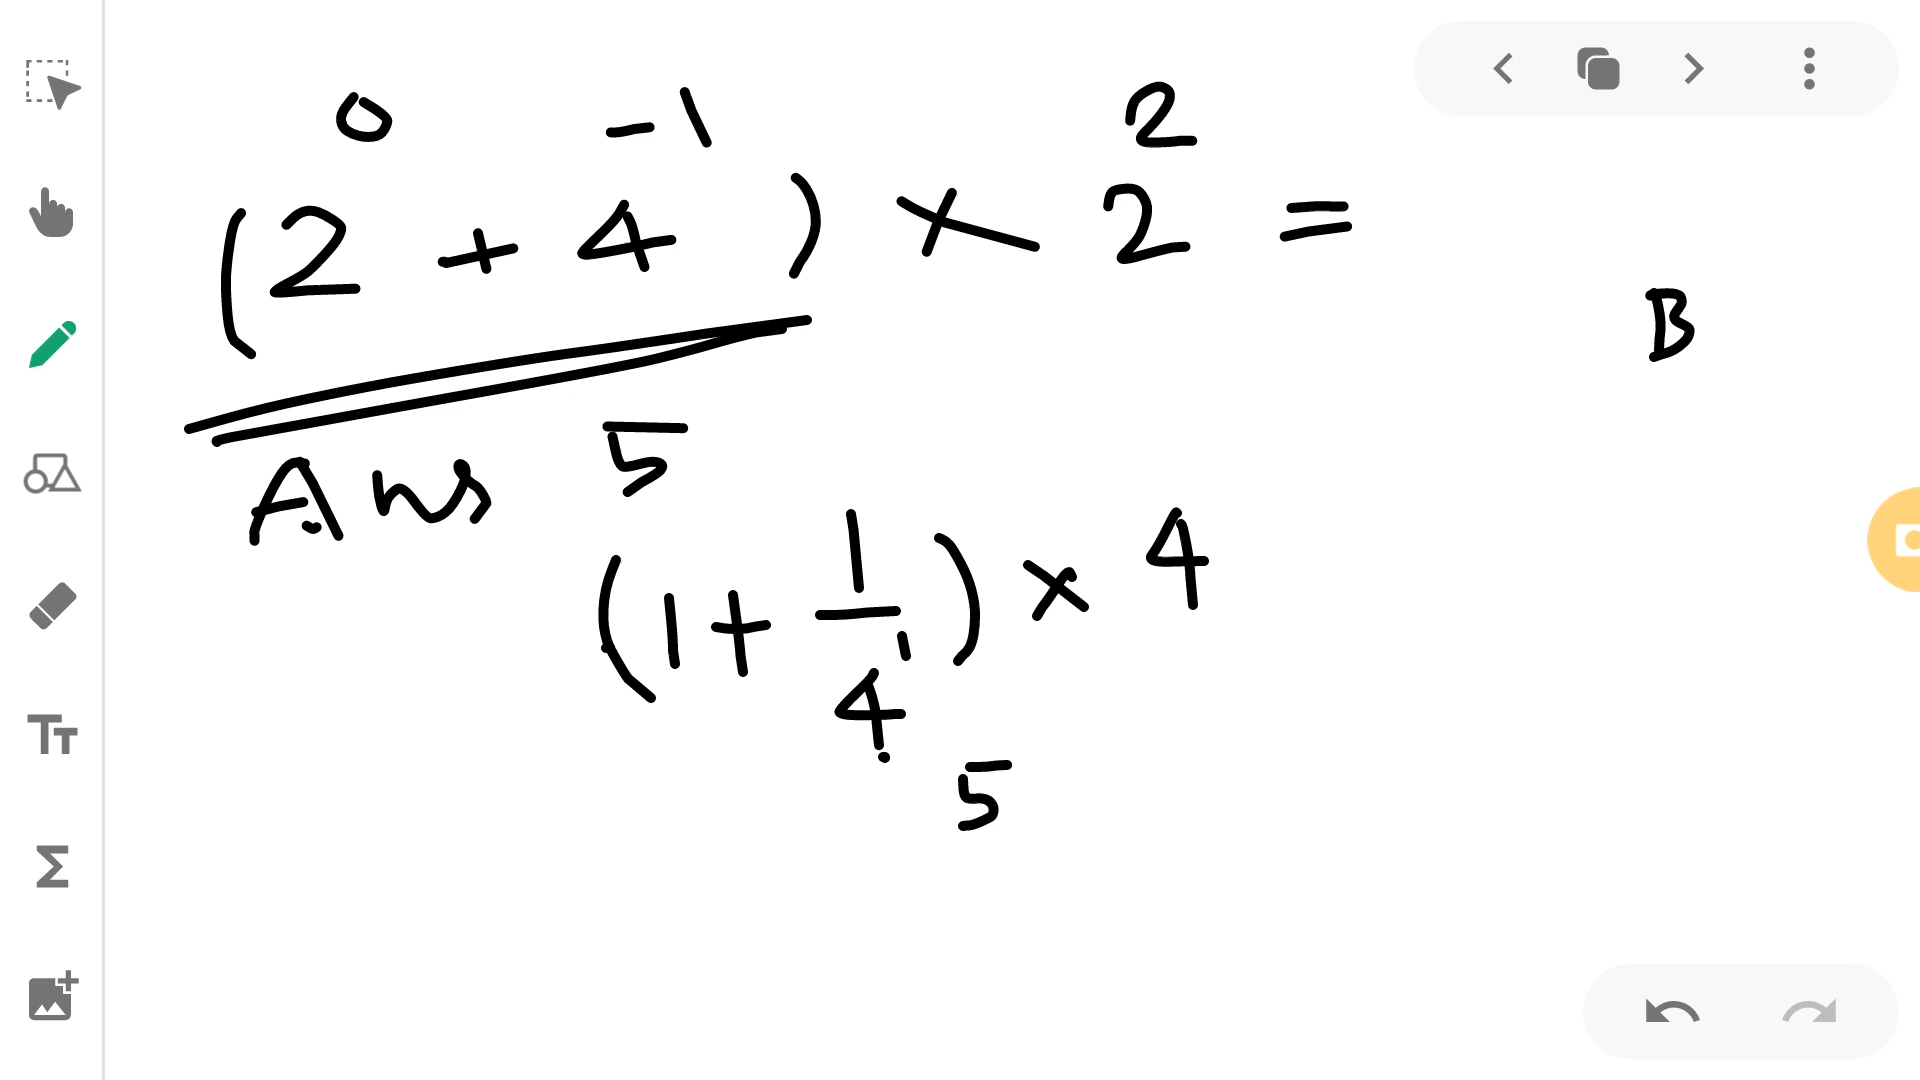 (2⁰ + 4⁻¹) × 2² =
B
Ans 5
(1 + 1/4) × 4
5